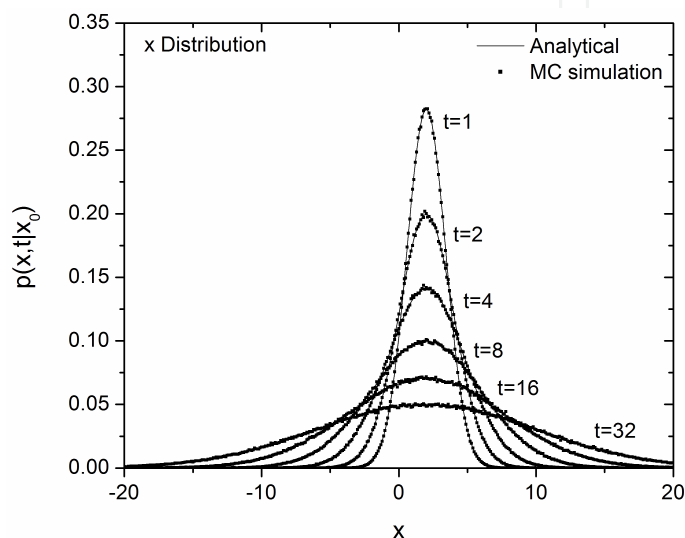 x Distribution
Analytical
MC simulation
t=1
t=2
t=4
t=8
t=16
t=32
0.35
0.30
0.25
0.20
0.15
0.10
0.05
0.00
p(x,t|x₀)
-20 -10 0 10 20
x